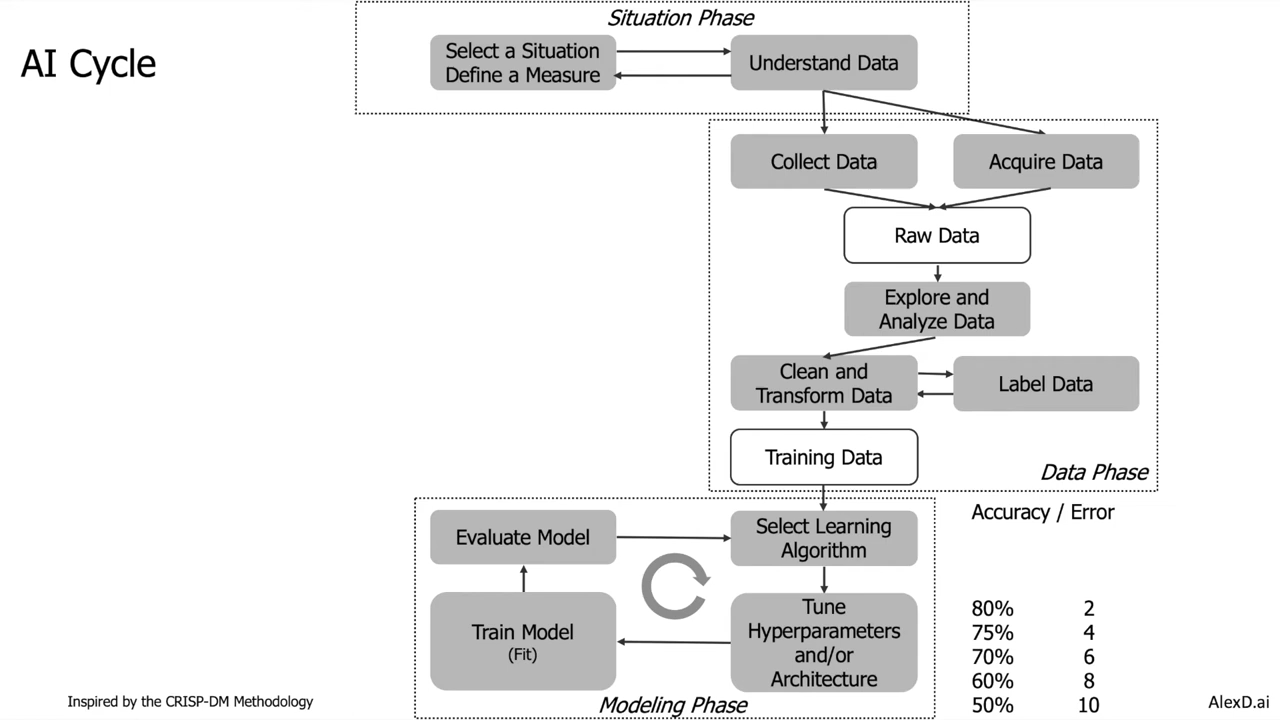 AI Cycle
Situation Phase
Select a Situation
Define a Measure
Understand Data
Collect Data
Acquire Data
Raw Data
Explore and
Analyze Data
Clean and
Transform Data
Label Data
Training Data
Data Phase
Evaluate Model
Select Learning
Algorithm
Train Model
(Fit)
Tune
Hyperparameters
and/or
Architecture
Modeling Phase
Accuracy / Error
80% 2
75% 4
70% 6
60% 8
50% 10
Inspired by the CRISP-DM Methodology
AlexD.ai